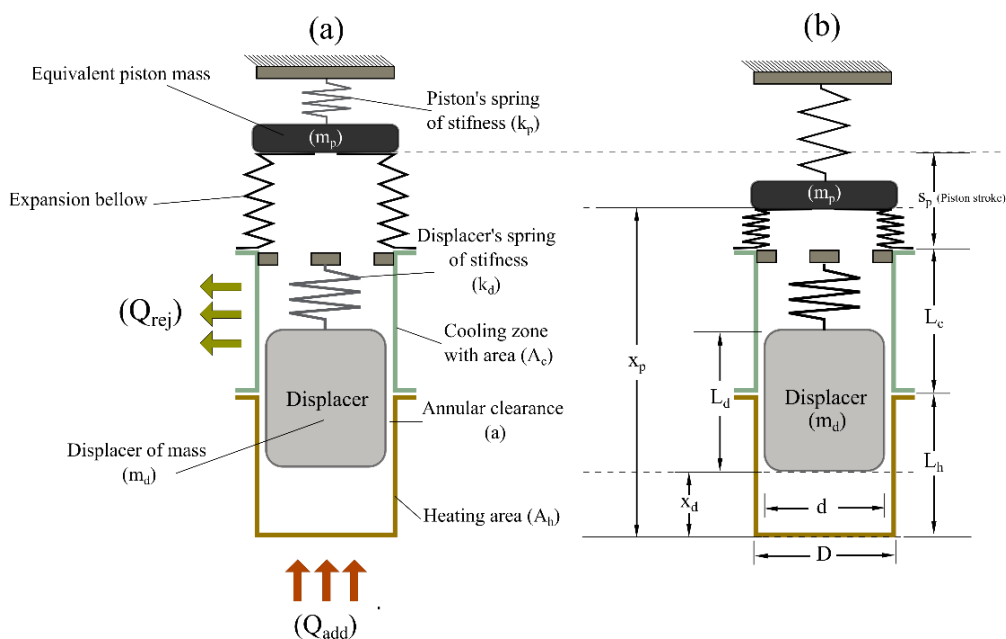 (a)
(b)
Equivalent piston mass
Piston's spring
of stifness (kp)
(mp)
Expansion bellow
Displacer's spring
of stifness
(kd)
(Qrej)
Cooling zone
with area (Ac)
Displacer
Annular clearance
(a)
Displacer of mass
(md)
Heating area (Ah)
(Qadd)
.
(mp)
sp (Piston stroke)
Lc
xp
Ld
Displacer
(md)
Lh
xd
d
D